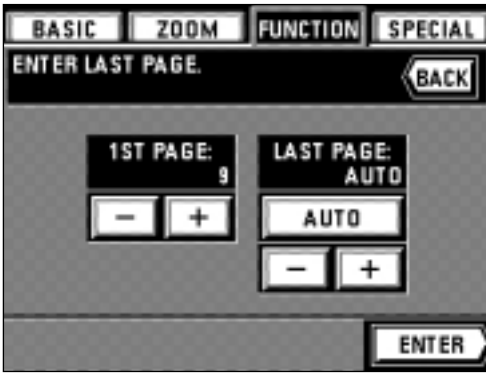 BASIC ZOOM FUNCTION SPECIAL
ENTER LAST PAGE.
BACK
1ST PAGE: LAST PAGE:
9 AUTO
− + AUTO
− +
ENTER